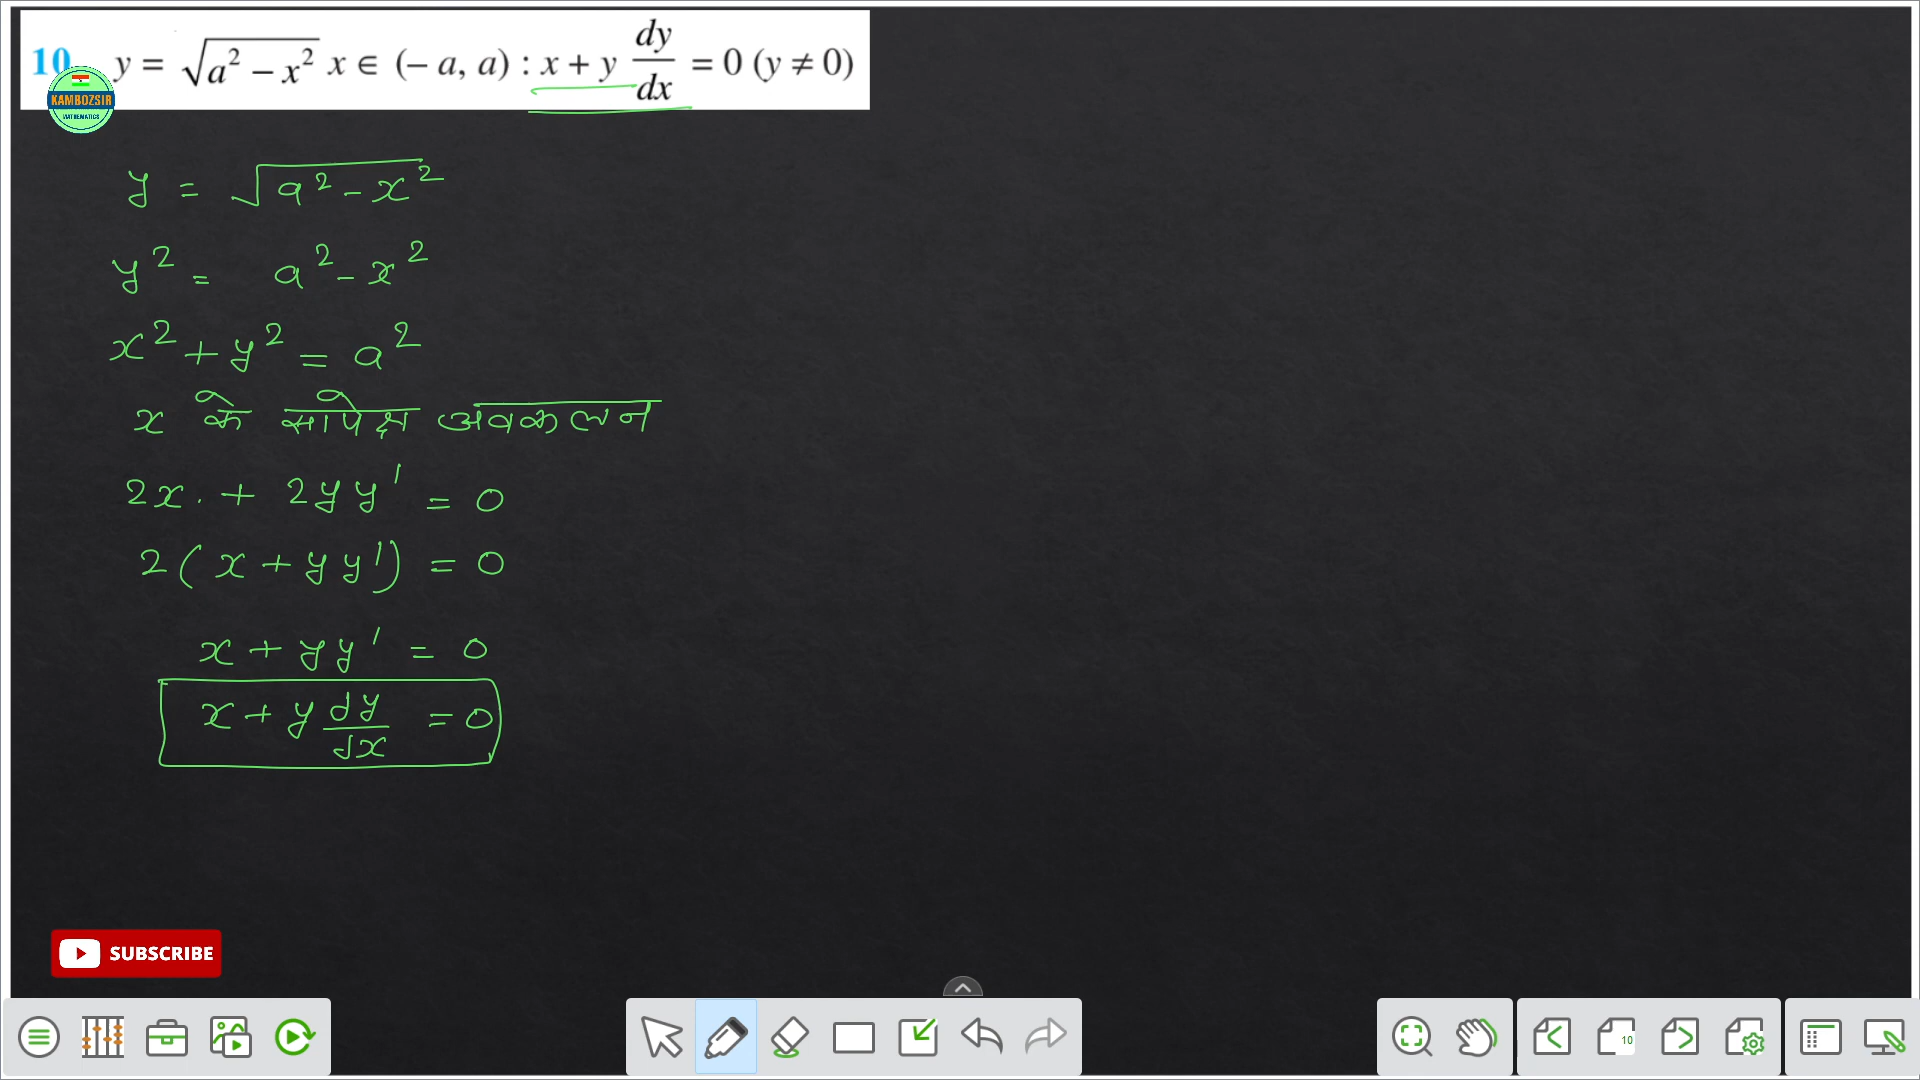 10. y = √(a² – x²) x ∈ (– a, a) : x + y dy/dx = 0 (y ≠ 0)
KAMBOZSIR
MATHEMATICS
y = √(a² – x²)
y² = a² – x²
x² + y² = a²
x के सापेक्ष अवकलन
2x . + 2yy' = 0
2(x + yy') = 0
x + yy' = 0
x + y dy/dx = 0
SUBSCRIBE
10